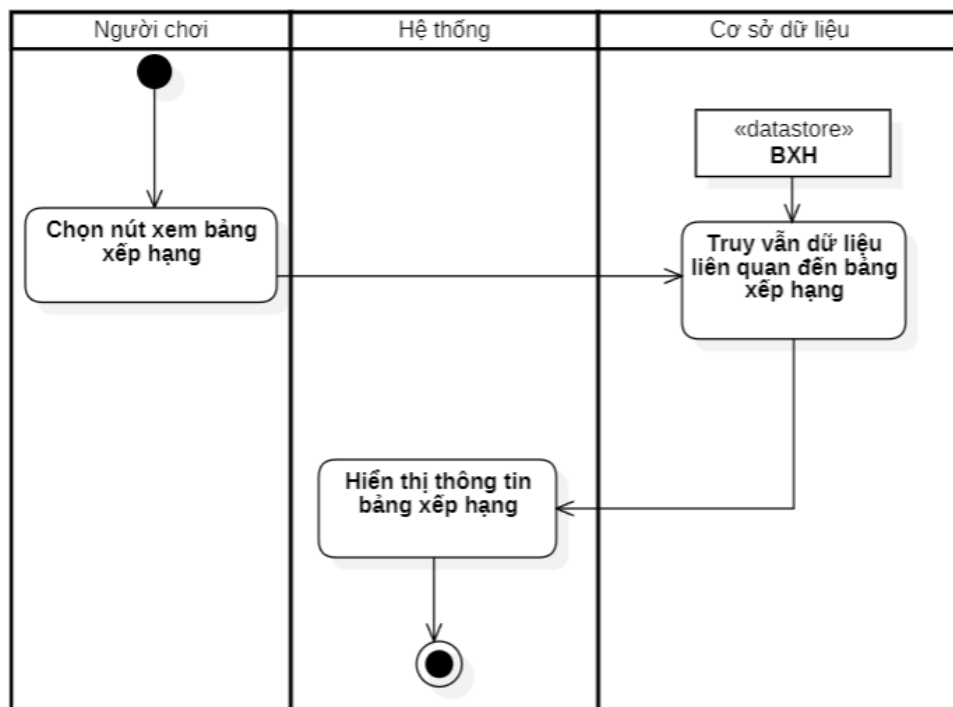 Người chơi
Hệ thống
Cơ sở dữ liệu
«datastore»
BXH
Chọn nút xem bảng
xếp hạng
Truy vẫn dữ liệu
liên quan đến bảng
xếp hạng
Hiển thị thông tin
bảng xếp hạng